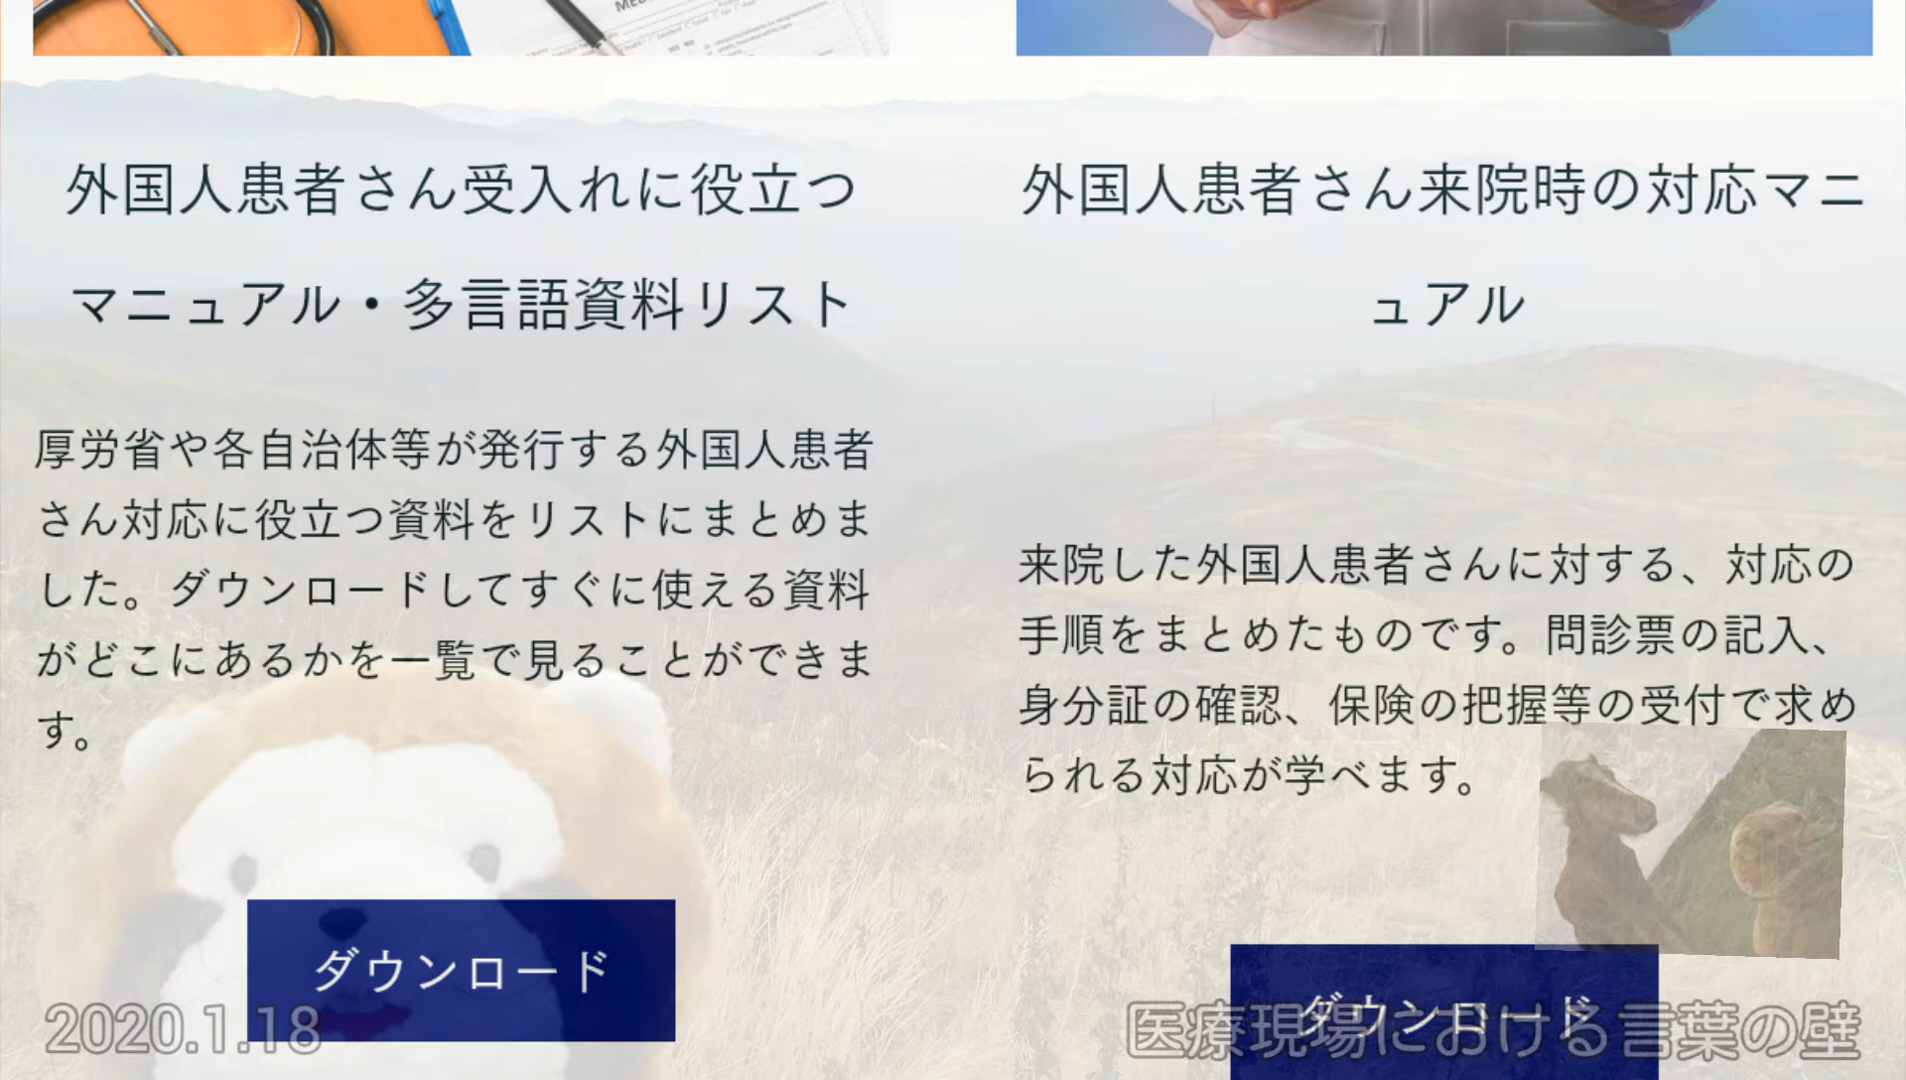 外国人患者さん受入れに役立つ
マニュアル・多言語資料リスト
厚労省や各自治体等が発行する外国人患者
さん対応に役立つ資料をリストにまとめま
した。ダウンロードしてすぐに使える資料
がどこにあるかを一覧で見ることができま
す。
ダウンロード
外国人患者さん来院時の対応マニ
ュアル
来院した外国人患者さんに対する、対応の
手順をまとめたものです。問診票の記入、
身分証の確認、保険の把握等の受付で求め
られる対応が学べます。
ダウンロード
2020.1.18
医療現場における言葉の壁